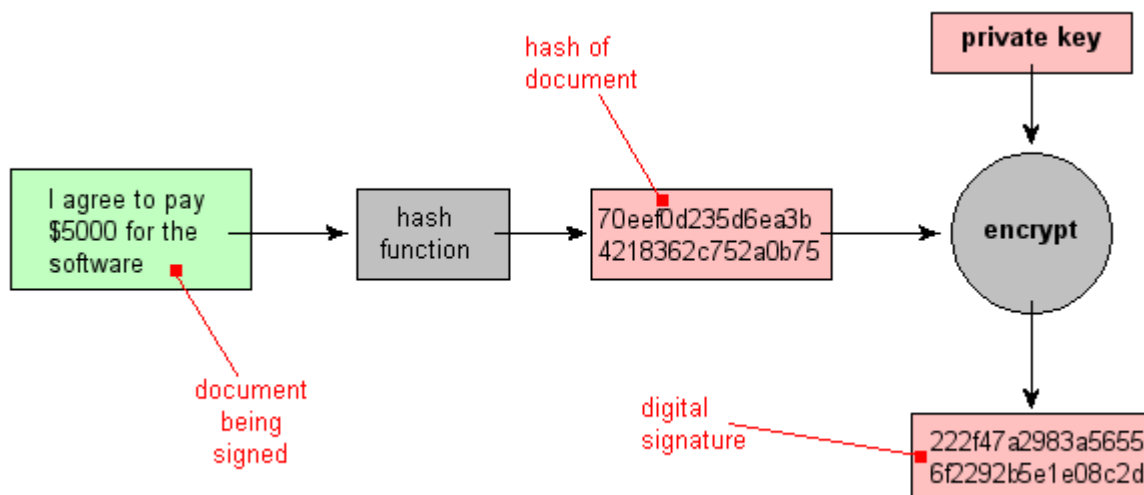 hash of
document
private key
I agree to pay
$5000 for the
software
hash
function
70eef0d235d6ea3b
4218362c752a0b75
encrypt
document
being
signed
digital
signature
222f47a2983a5655
6f2292b5e1e08c2d